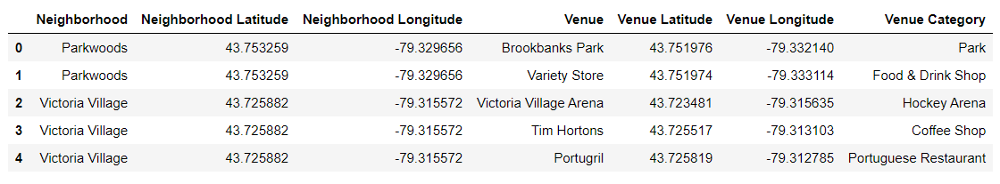 Neighborhood Neighborhood Latitude Neighborhood Longitude Venue Venue Latitude Venue Longitude Venue Category
0 Parkwoods 43.753259 -79.329656 Brookbanks Park 43.751976 -79.332140 Park
1 Parkwoods 43.753259 -79.329656 Variety Store 43.751974 -79.333114 Food & Drink Shop
2 Victoria Village 43.725882 -79.315572 Victoria Village Arena 43.723481 -79.315635 Hockey Arena
3 Victoria Village 43.725882 -79.315572 Tim Hortons 43.725517 -79.313103 Coffee Shop
4 Victoria Village 43.725882 -79.315572 Portugril 43.725819 -79.312785 Portuguese Restaurant